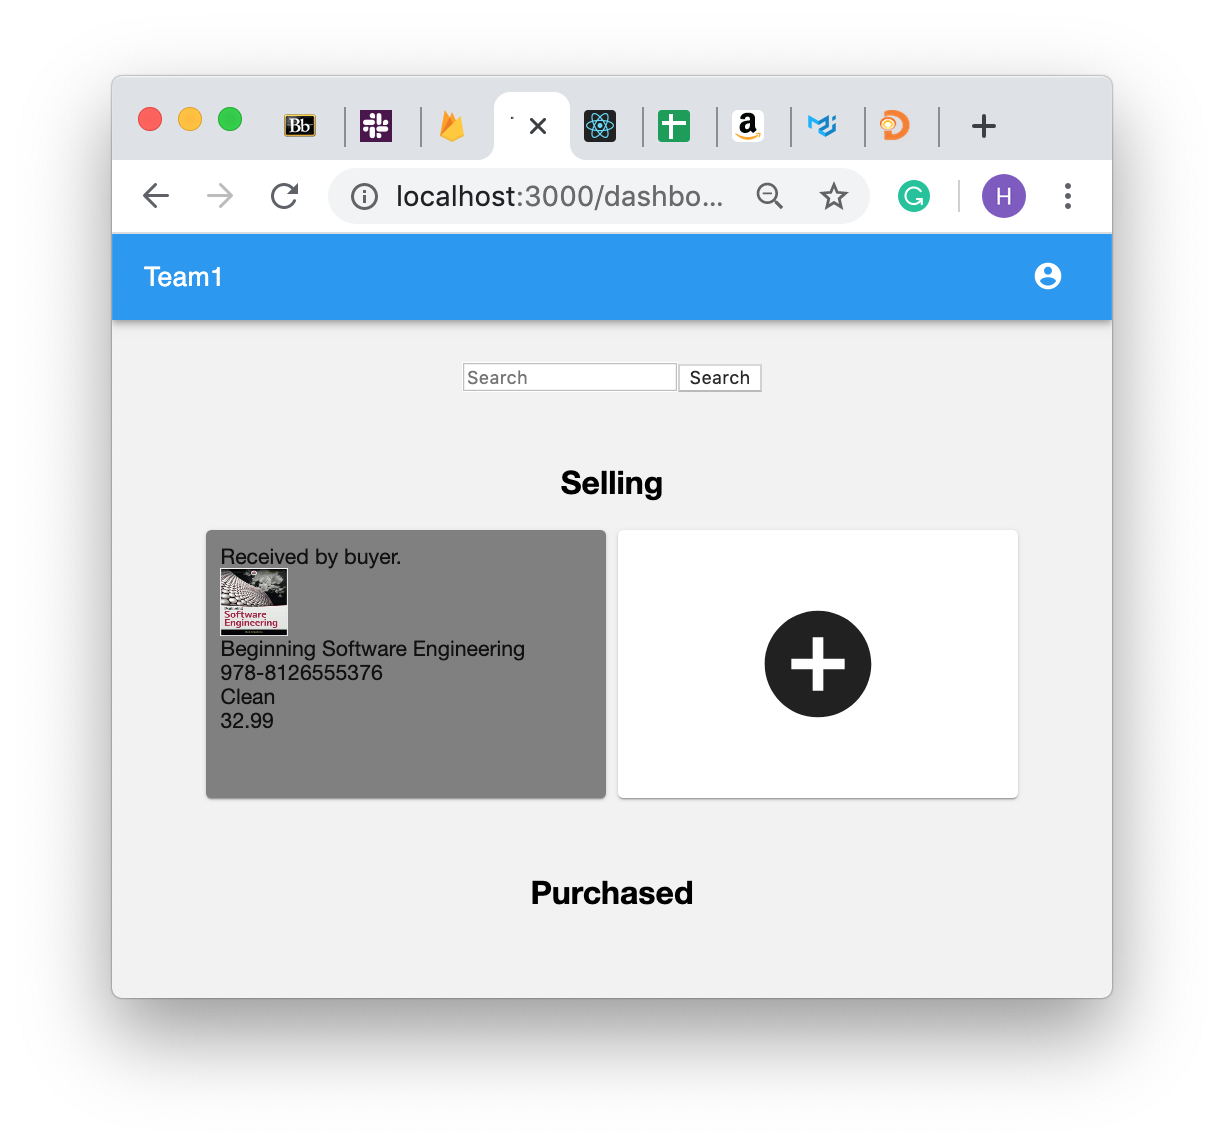 Bb
a
localhost:3000/dashbo...
G
H
Team1
Search
Search
Selling
Received by buyer.
Software
Engineering
Beginning Software Engineering
978-8126555376
Clean
32.99
Purchased